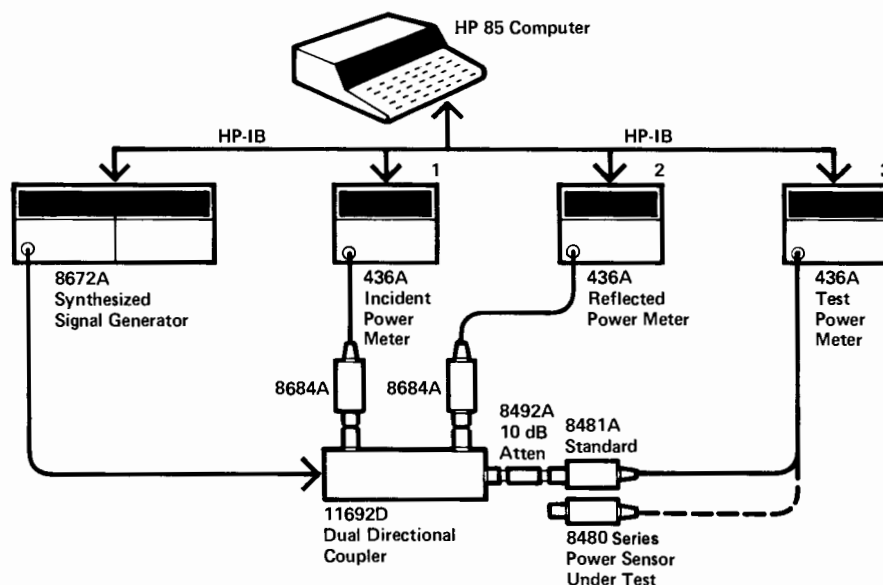 HP 85 Computer
HP-IB
HP-IB
1
2
3
8672A
Synthesized
Signal Generator
436A
Incident
Power
Meter
436A
Reflected
Power Meter
436A
Test
Power
Meter
8684A
8684A
8492A
10 dB
Atten
8481A
Standard
11692D
Dual Directional
Coupler
8480 Series
Power Sensor
Under Test